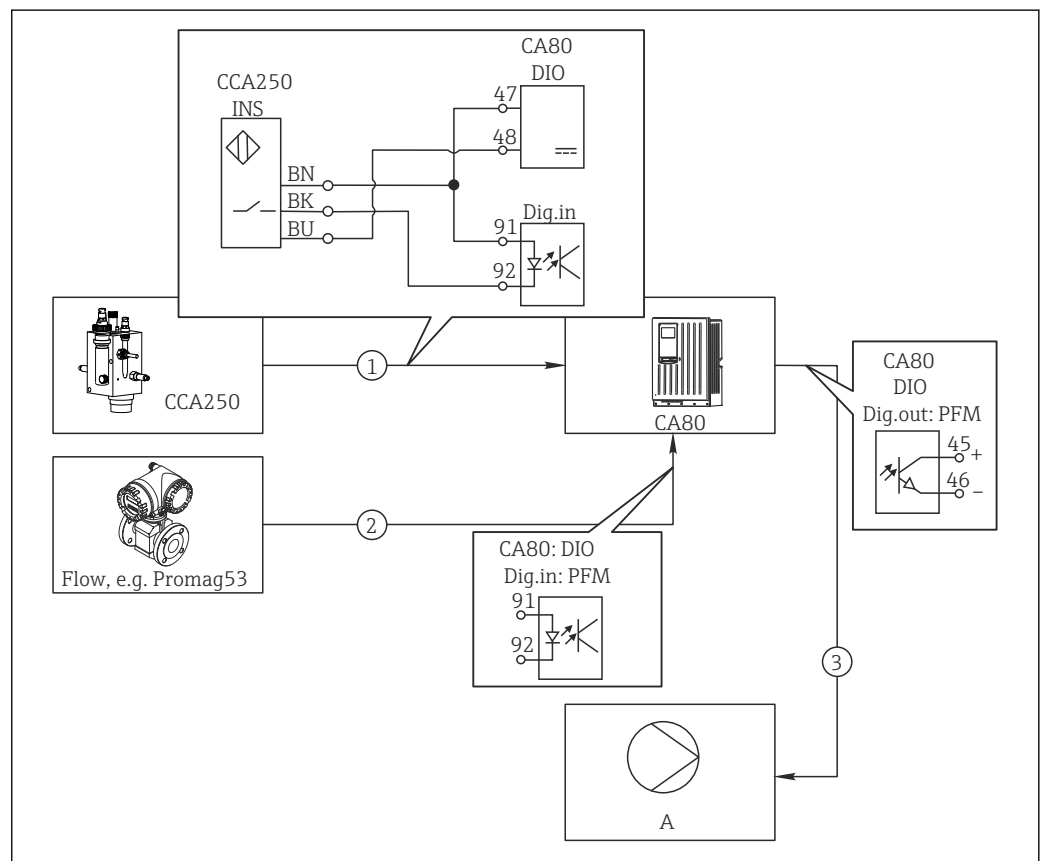 CA80
DIO
CCA250
INS
47
48
BN
BK
BU
Dig.in
91
92
1
CCA250
CA80
CA80
DIO
Dig.out: PFM
45
+
46
−
2
Flow, e.g. Promag53
CA80: DIO
Dig.in: PFM
91
92
3
A